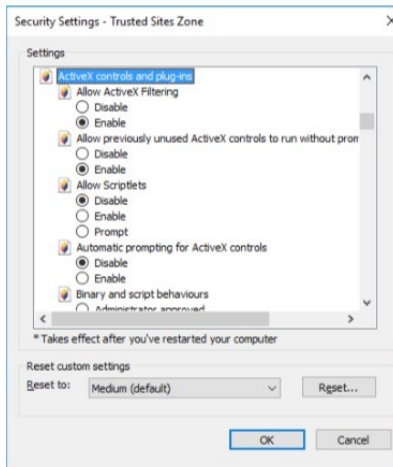 Security Settings - Trusted Sites Zone
Settings
ActiveX controls and plug-ins
Allow ActiveX Filtering
Disable
Enable
Allow previously unused ActiveX controls to run without pron
Disable
Enable
Allow Scriptlets
Disable
Enable
Prompt
Automatic prompting for ActiveX controls
Disable
Enable
Binary and script behaviours
Administrator approved
* Takes effect after you've restarted your computer
Reset custom settings
Reset to:
Medium (default)
Reset...
OK
Cancel